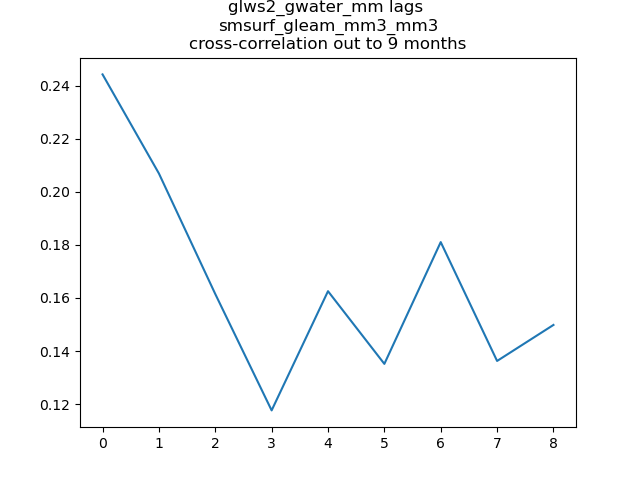 glws2_gwater_mm lags
smsurf_gleam_mm3_mm3
cross-correlation out to 9 months
0.24
0.22
0.20
0.18
0.16
0.14
0.12
0 1 2 3 4 5 6 7 8